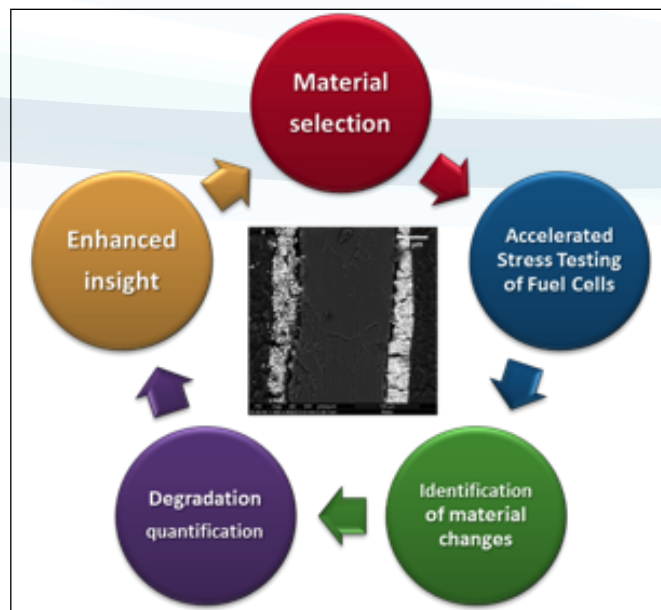 Material
selection
Accelerated
Stress Testing
of Fuel Cells
Identification
of material
changes
Degradation
quantification
Enhanced
insight